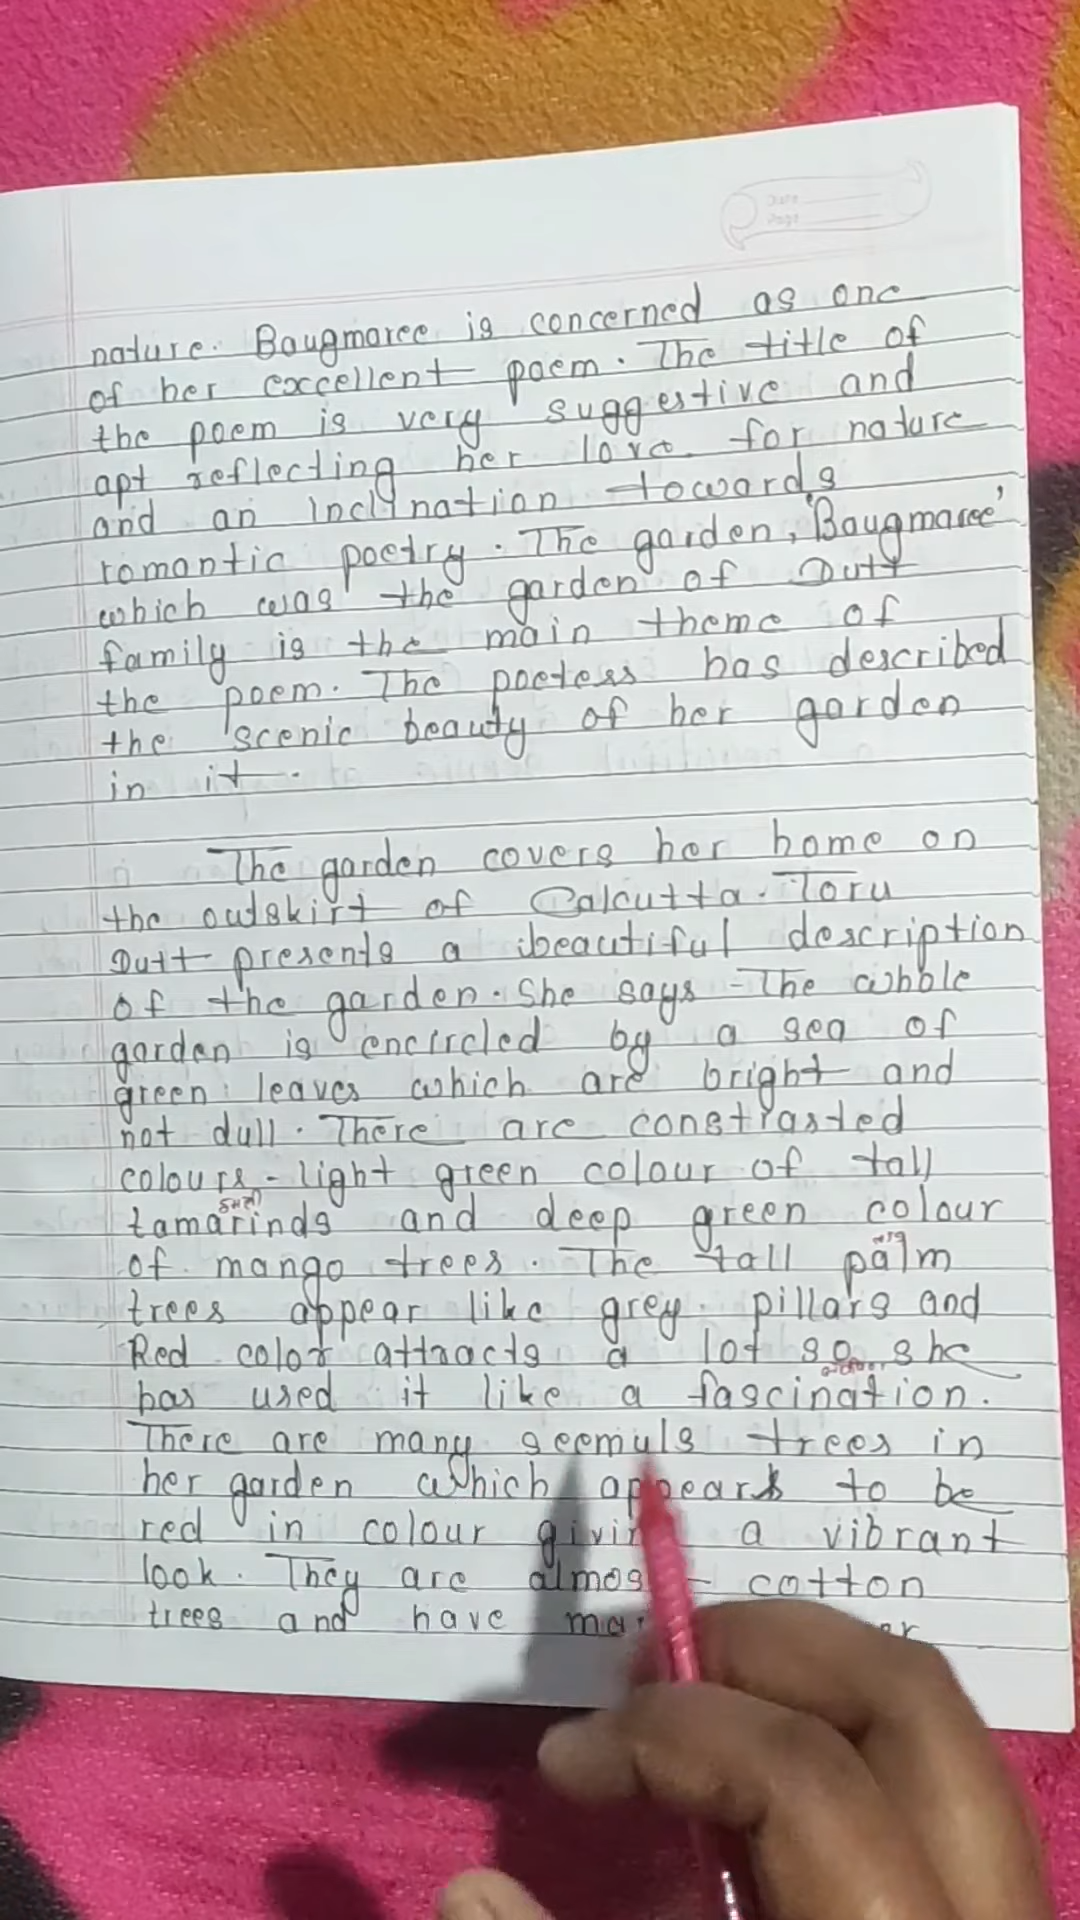 Date
Page
nature. Baugmaree is concerned as one
of her excellent poem. The title of
the poem is very suggestive and
apt reflecting her love for nature
and an inclination towards
romantic poetry. The garden, 'Baugmaree'
which was the garden of Dutt
family is the main theme of
the poem. The poetess has described
the scenic beauty of her garden
in it.
The garden covers her home on
the outskirt of Calcutta. Toru
Dutt presents a beautiful description
of the garden. She says - The whole
garden is encircled by a sea of
green leaves which are bright and
not dull. There are constrasted
colours - light green colour of tall
इमली
tamarinds and deep green colour
ताड़
of mango trees. The tall palm
trees appear like grey pillars and
Red color attracts a lot so she
has used it like a fascination.
There are many seemuls trees in
her garden which appears to be
red in colour a vibrant
look. They are cotton
trees and have